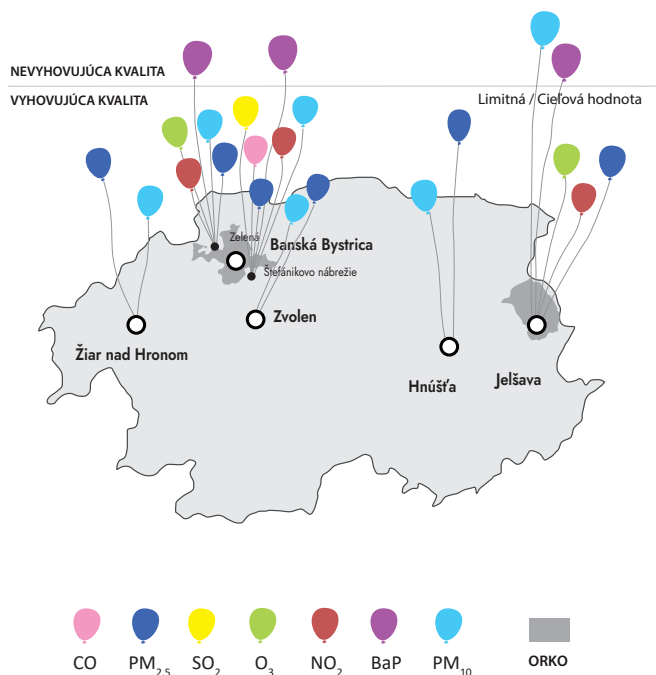 NEVYHOVUJÚCA KVALITA
VYHOVUJÚCA KVALITA
Limitná / Cieľová hodnota
Zelená
Banská Bystrica
Štefánikovo nábrežie
Zvolen
Žiar nad Hronom
Hnúšťa
Jelšava
CO PM2.5 SO2 O3 NO2 BaP PM10 ORKO